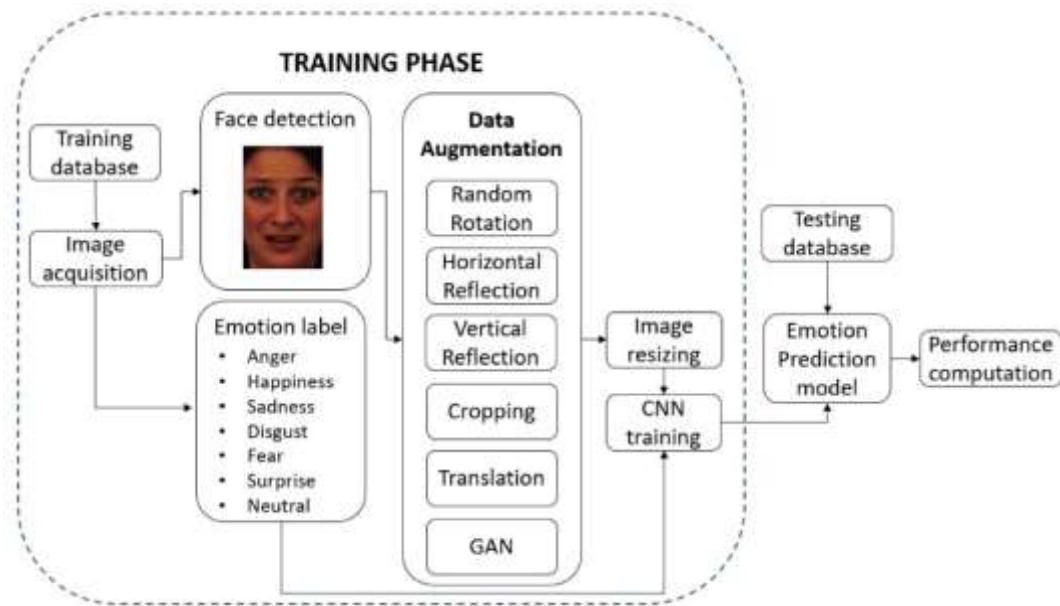 TRAINING PHASE
Training
database
Image
acquisition
Face detection
Emotion label
• Anger
• Happiness
• Sadness
• Disgust
• Fear
• Surprise
• Neutral
Data
Augmentation
Random
Rotation
Horizontal
Reflection
Vertical
Reflection
Cropping
Translation
GAN
Image
resizing
CNN
training
Testing
database
Emotion
Prediction
model
Performance
computation